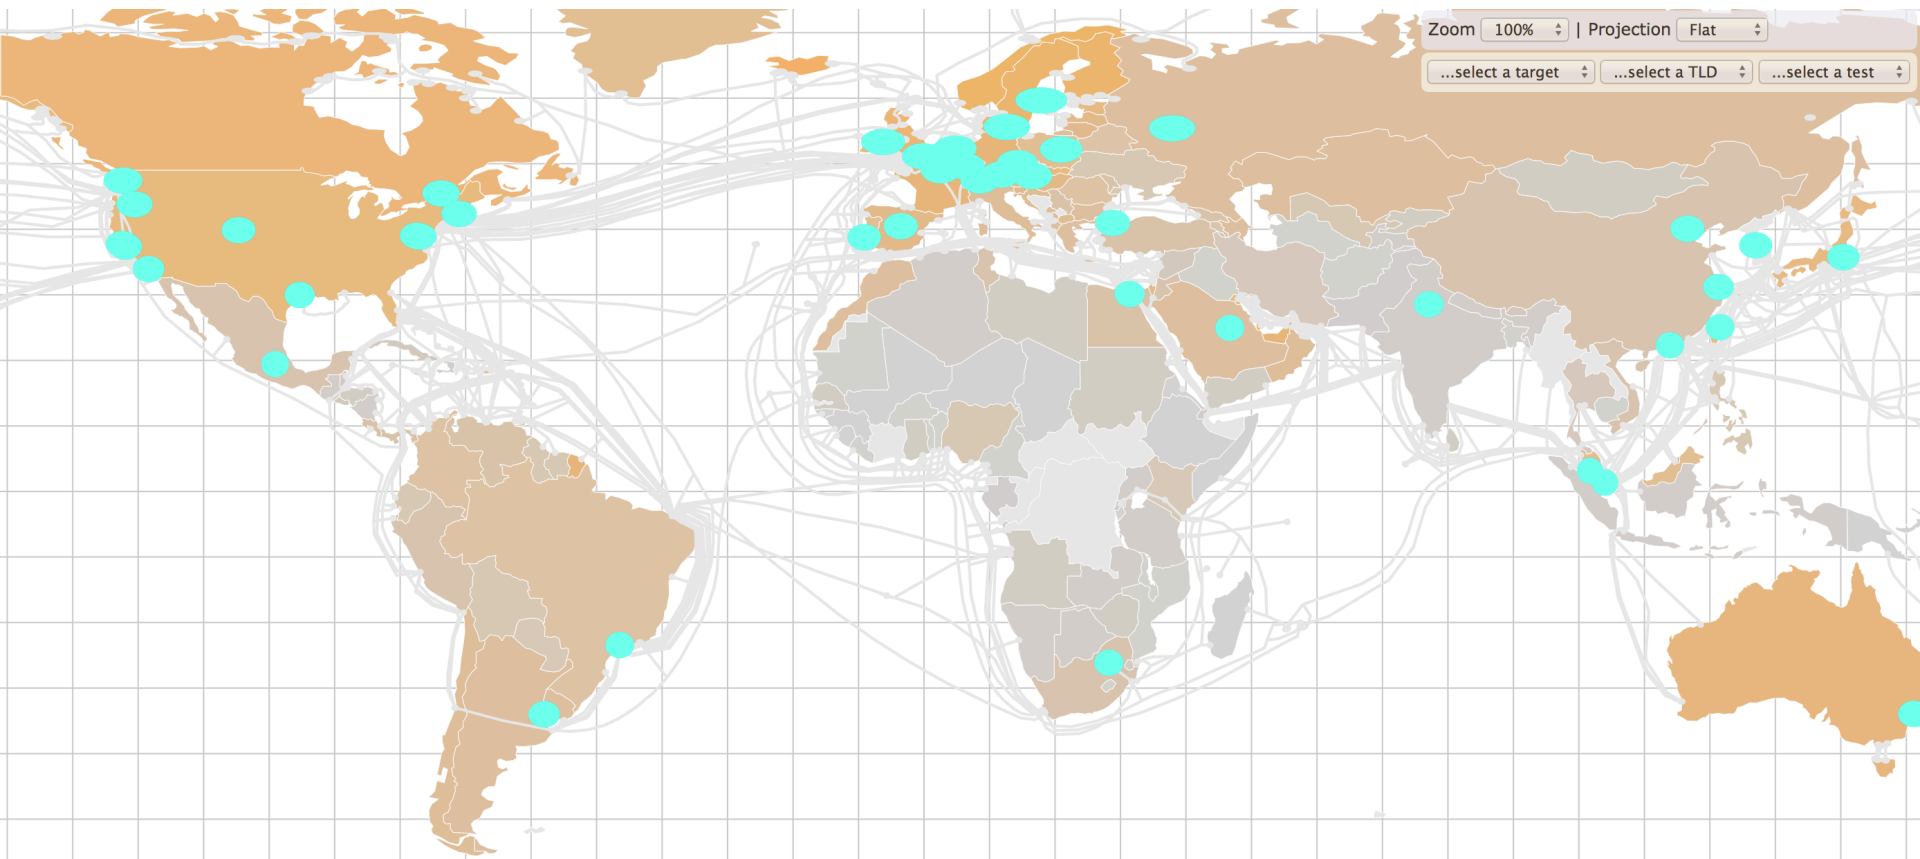 Zoom 100% | Projection Flat
...select a target ...select a TLD ...select a test